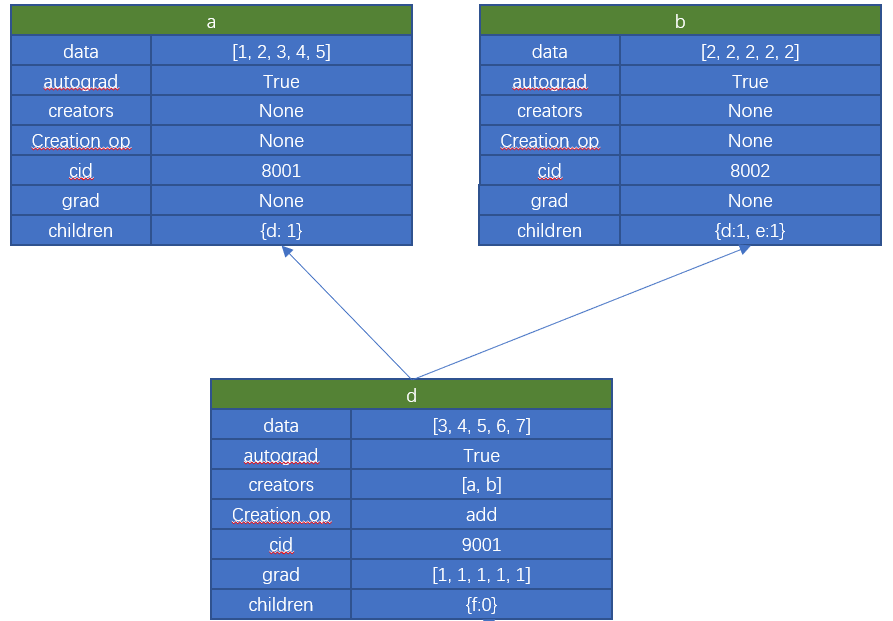 a
data [1, 2, 3, 4, 5]
autograd True
creators None
Creation_op None
cid 8001
grad None
children {d: 1}
b
data [2, 2, 2, 2, 2]
autograd True
creators None
Creation_op None
cid 8002
grad None
children {d:1, e:1}
d
data [3, 4, 5, 6, 7]
autograd True
creators [a, b]
Creation_op add
cid 9001
grad [1, 1, 1, 1, 1]
children {f:0}